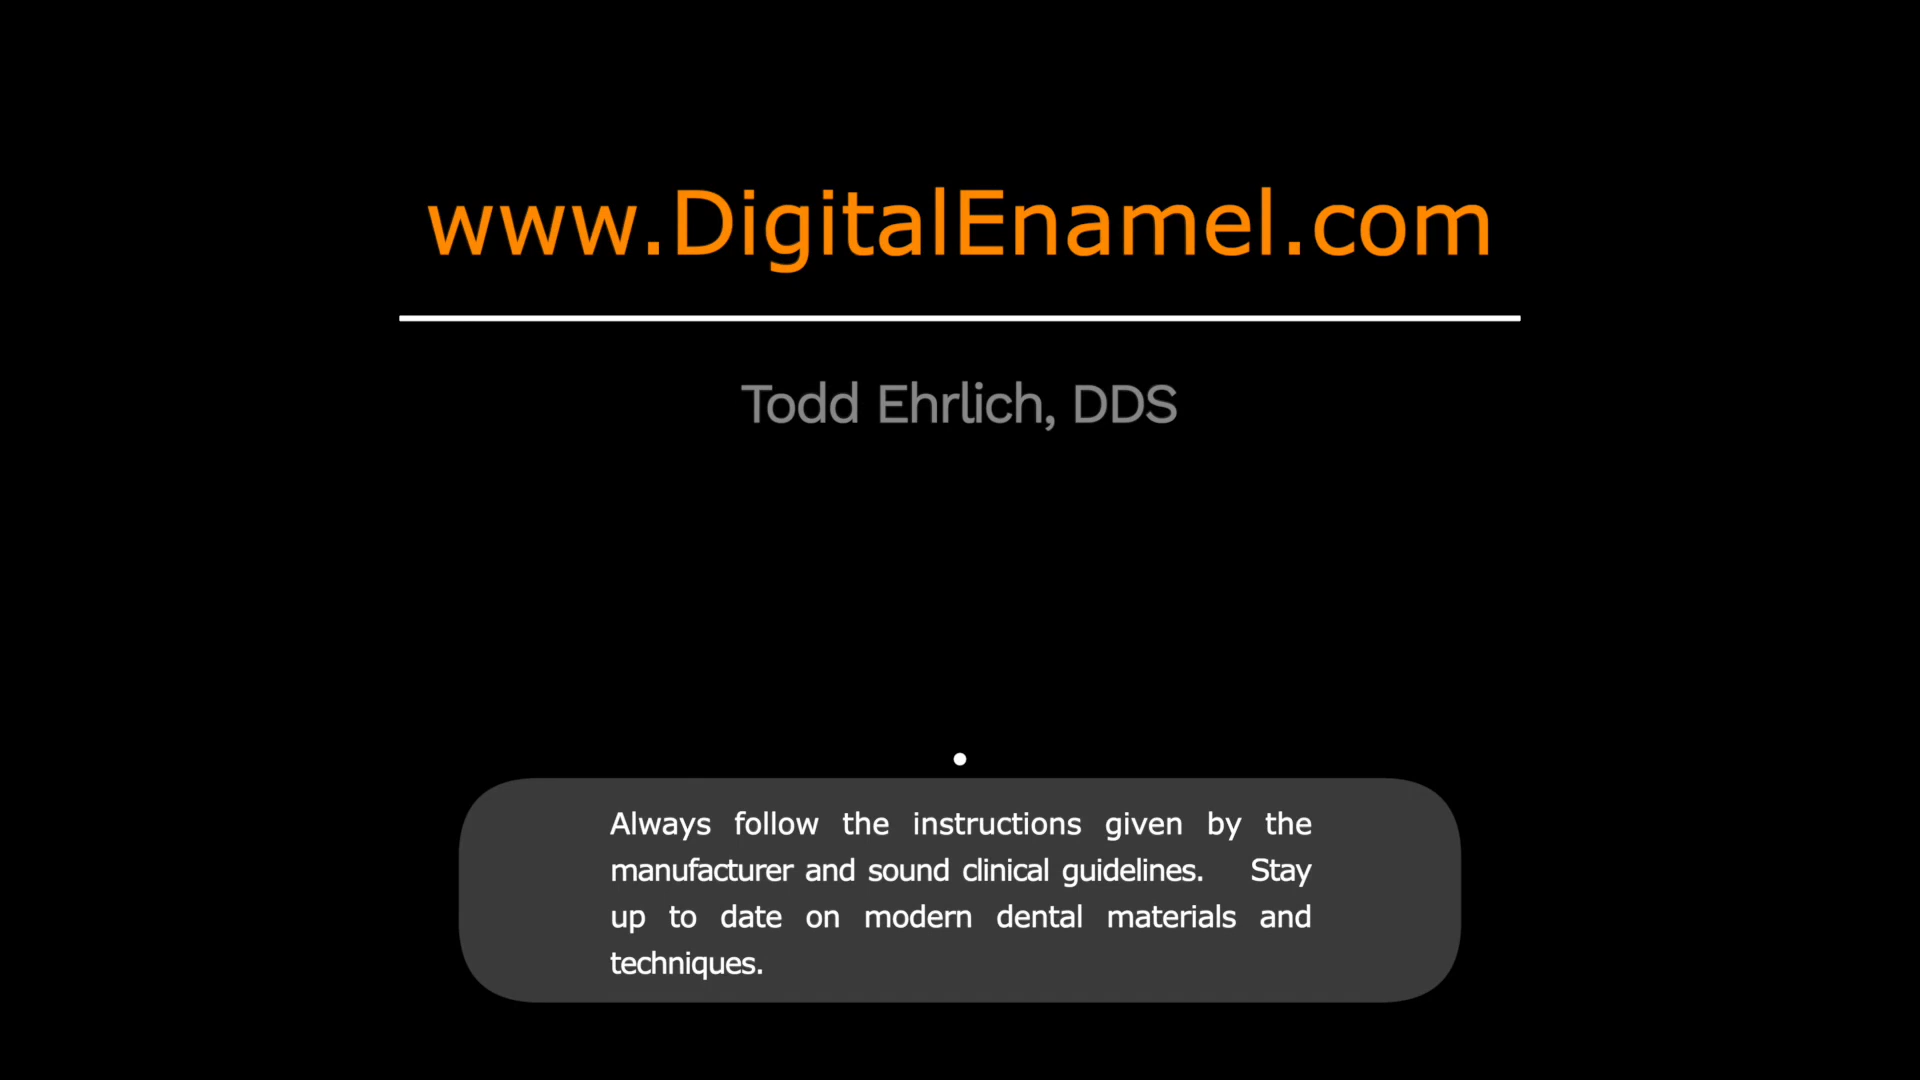 www.DigitalEnamel.com
Todd Ehrlich, DDS
Always follow the instructions given by the
manufacturer and sound clinical guidelines. Stay
up to date on modern dental materials and
techniques.